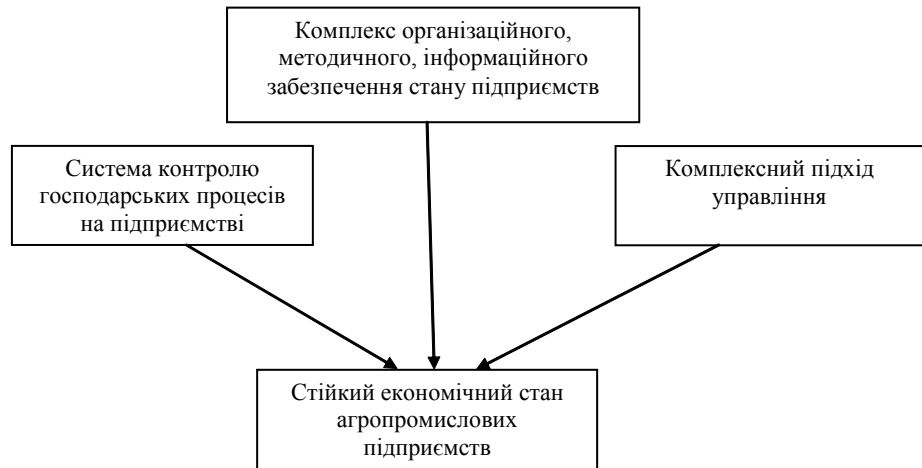 Комплекс організаційного,
методичного, інформаційного
забезпечення стану підприємств
Система контролю
господарських процесів
на підприємстві
Комплексний підхід
управління
Стійкий економічний стан
агропромислових
підприємств